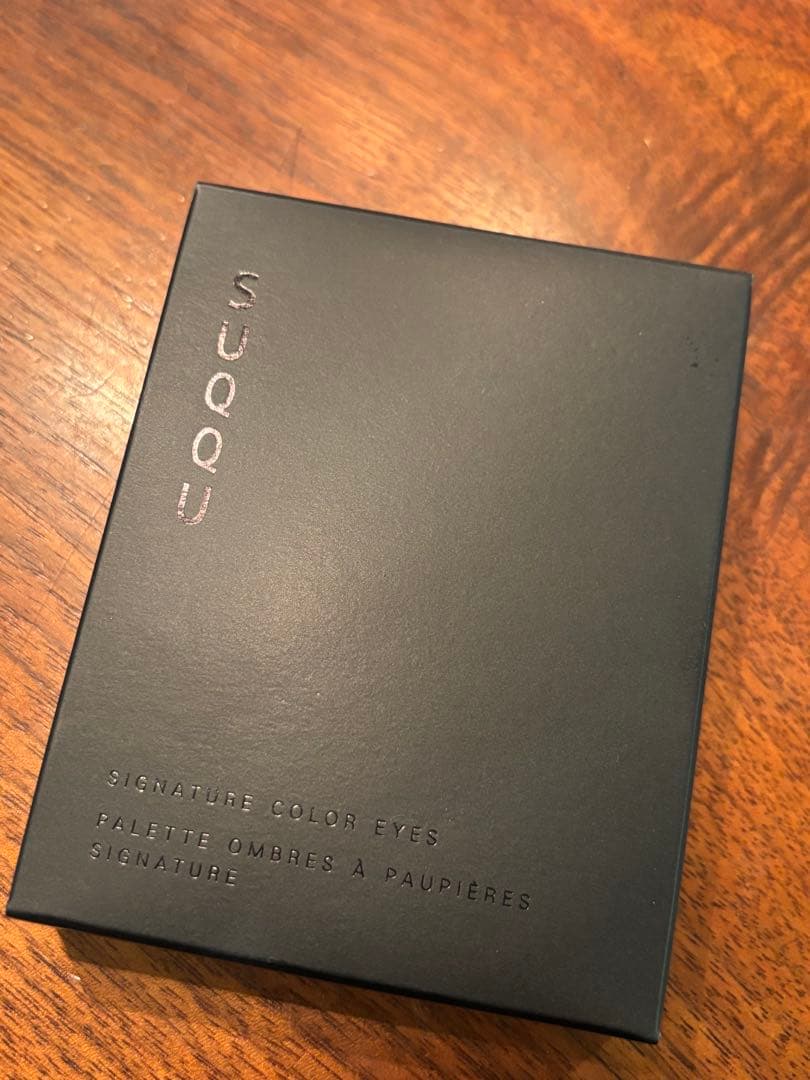 SUQQU
SIGNATURE COLOR EYES
PALETTE OMBRES À PAUPIÈRES
SIGNATURE